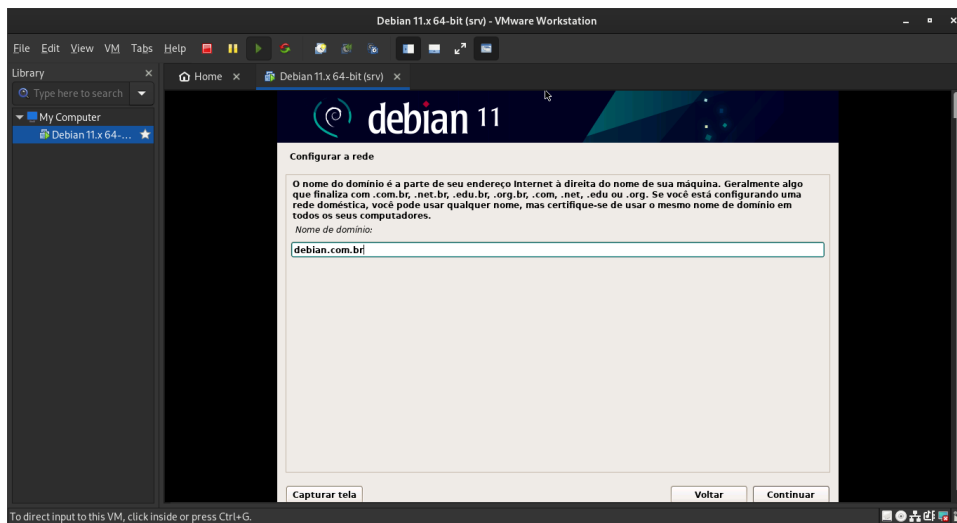 Debian 11.x 64-bit (srv) - VMware Workstation
File Edit View VM Tabs Help
Library
Home
Debian 11.x 64-bit (srv)
Type here to search
My Computer
Debian 11.x 64-...
debian 11
Configurar a rede
O nome do domínio é a parte de seu endereço Internet à direita do nome de sua máquina. Geralmente algo
que finaliza com .com.br, .net.br, .edu.br, .org.br, .com, .net, .edu ou .org. Se você está configurando uma
rede doméstica, você pode usar qualquer nome, mas certifique-se de usar o mesmo nome de domínio em
todos os seus computadores.
Nome de domínio:
debian.com.br
Capturar tela
Voltar
Continuar
To direct input to this VM, click inside or press Ctrl+G.